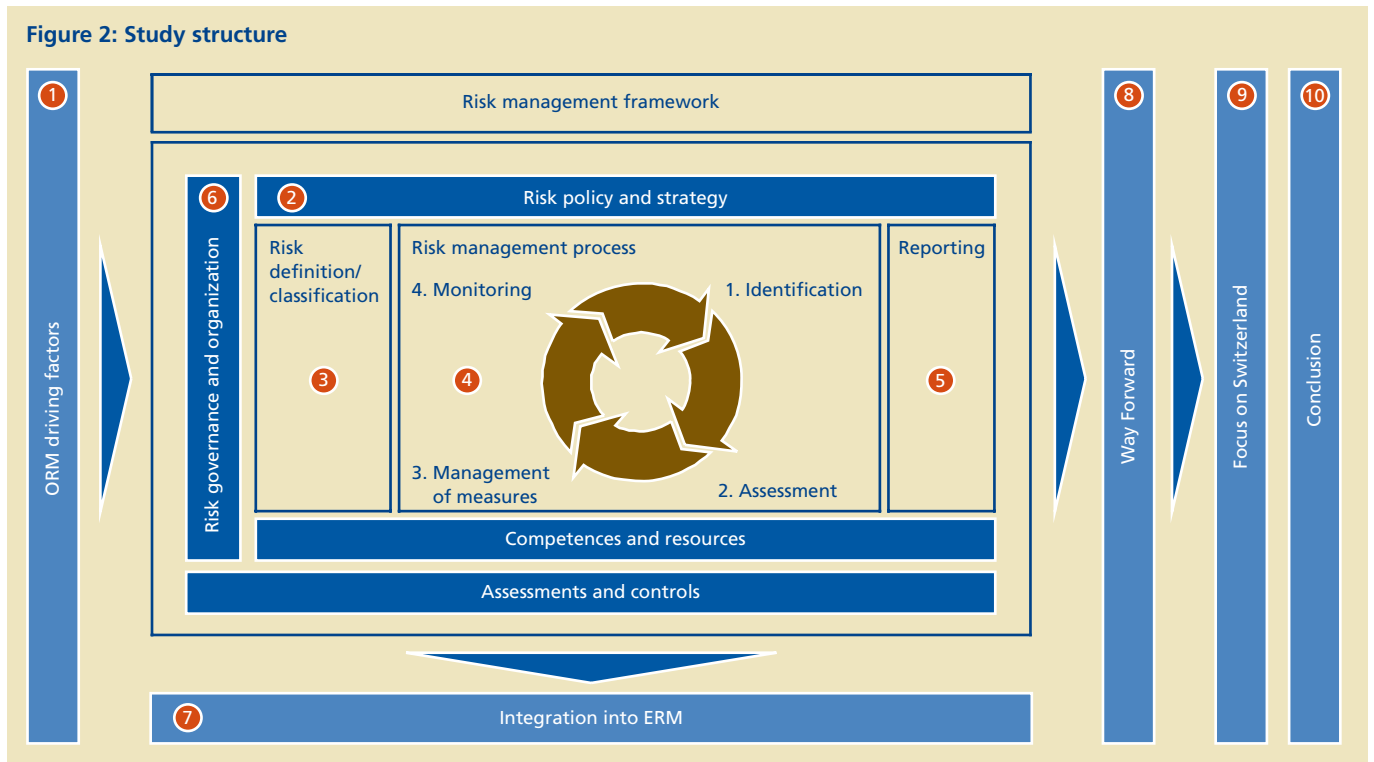 Figure 2: Study structure
1
ORM driving factors
Risk management framework
6
Risk governance and organization
2
Risk policy and strategy
Risk
definition/
classification
3
Risk management process
4. Monitoring
1. Identification
4
3. Management
of measures
2. Assessment
Reporting
5
Competences and resources
Assessments and controls
7
Integration into ERM
8
Way Forward
9
Focus on Switzerland
10
Conclusion